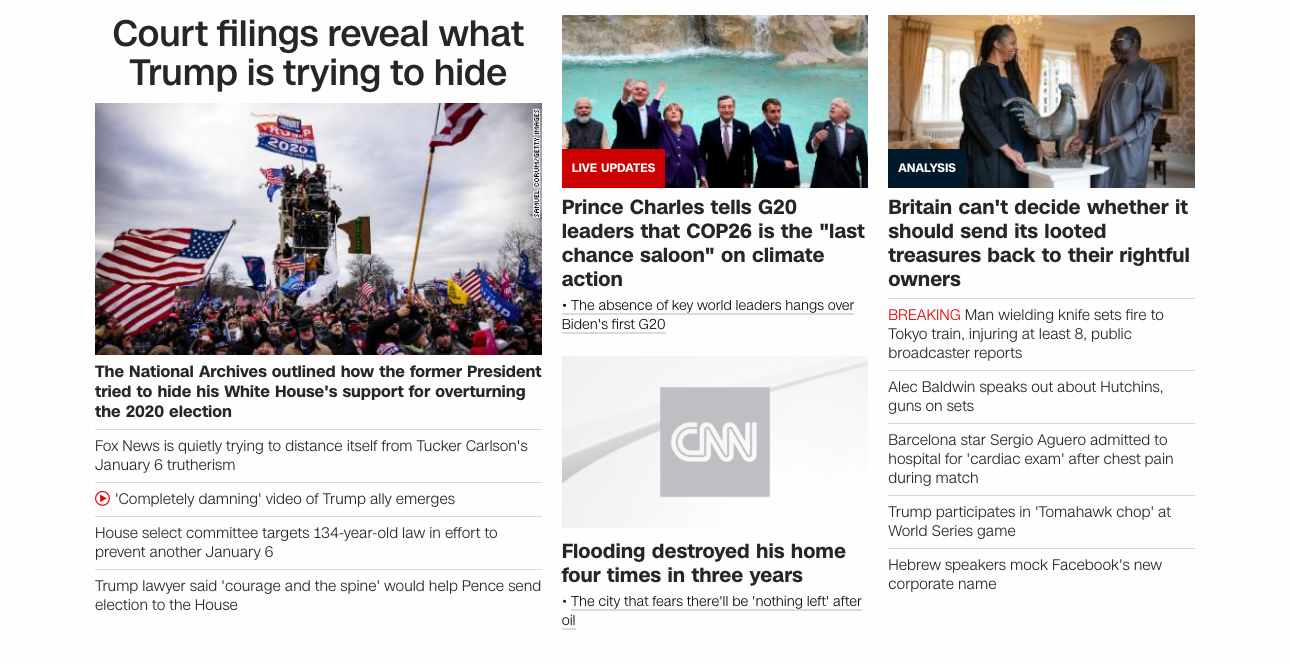 Court filings reveal what
Trump is trying to hide
SAMUEL CORUM/GETTY IMAGES
TRUMP
2020
The National Archives outlined how the former President
tried to hide his White House's support for overturning
the 2020 election
Fox News is quietly trying to distance itself from Tucker Carlson's
January 6 trutherism
'Completely damning' video of Trump ally emerges
House select committee targets 134-year-old law in effort to
prevent another January 6
Trump lawyer said 'courage and the spine' would help Pence send
election to the House
LIVE UPDATES
Prince Charles tells G20
leaders that COP26 is the "last
chance saloon" on climate
action
• The absence of key world leaders hangs over
Biden's first G20
CNN
Flooding destroyed his home
four times in three years
• The city that fears there'll be 'nothing left' after
oil
ANALYSIS
Britain can't decide whether it
should send its looted
treasures back to their rightful
owners
BREAKING Man wielding knife sets fire to
Tokyo train, injuring at least 8, public
broadcaster reports
Alec Baldwin speaks out about Hutchins,
guns on sets
Barcelona star Sergio Aguero admitted to
hospital for 'cardiac exam' after chest pain
during match
Trump participates in 'Tomahawk chop' at
World Series game
Hebrew speakers mock Facebook's new
corporate name